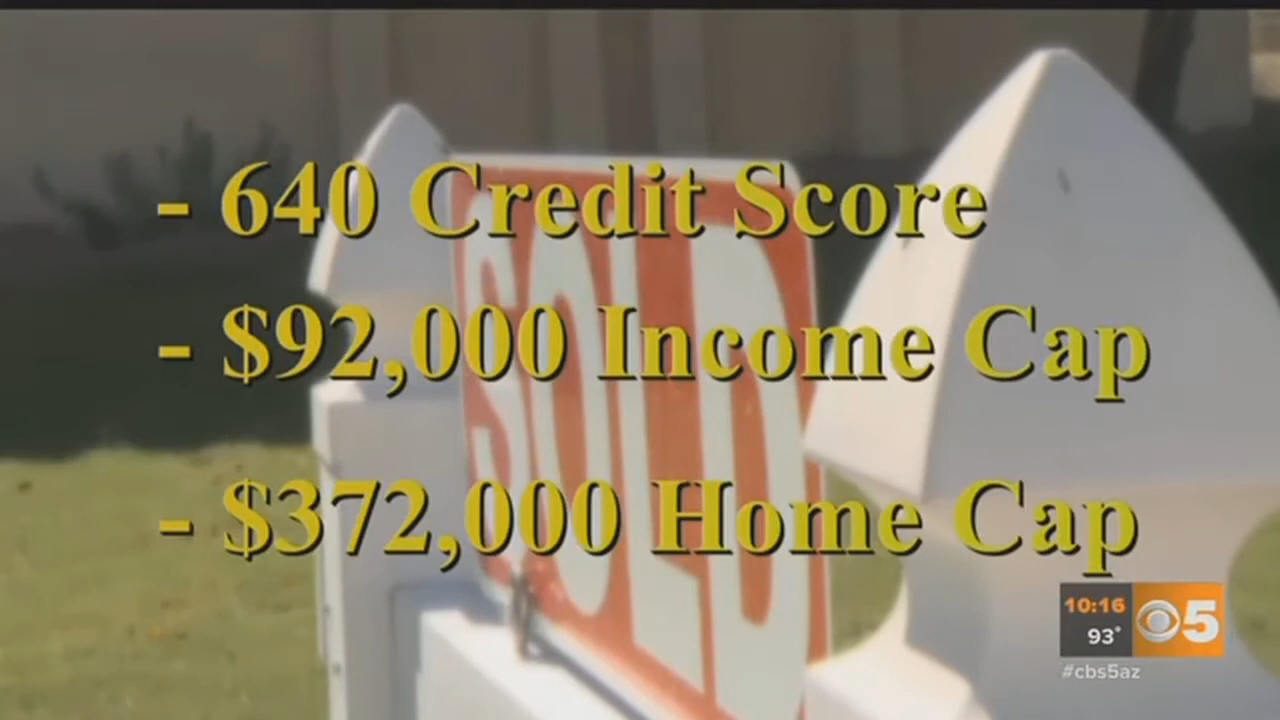 - 640 Credit Score
- $92,000 Income Cap
- $372,000 Home Cap
SOLD
10:16
93°
5
#cbs5az